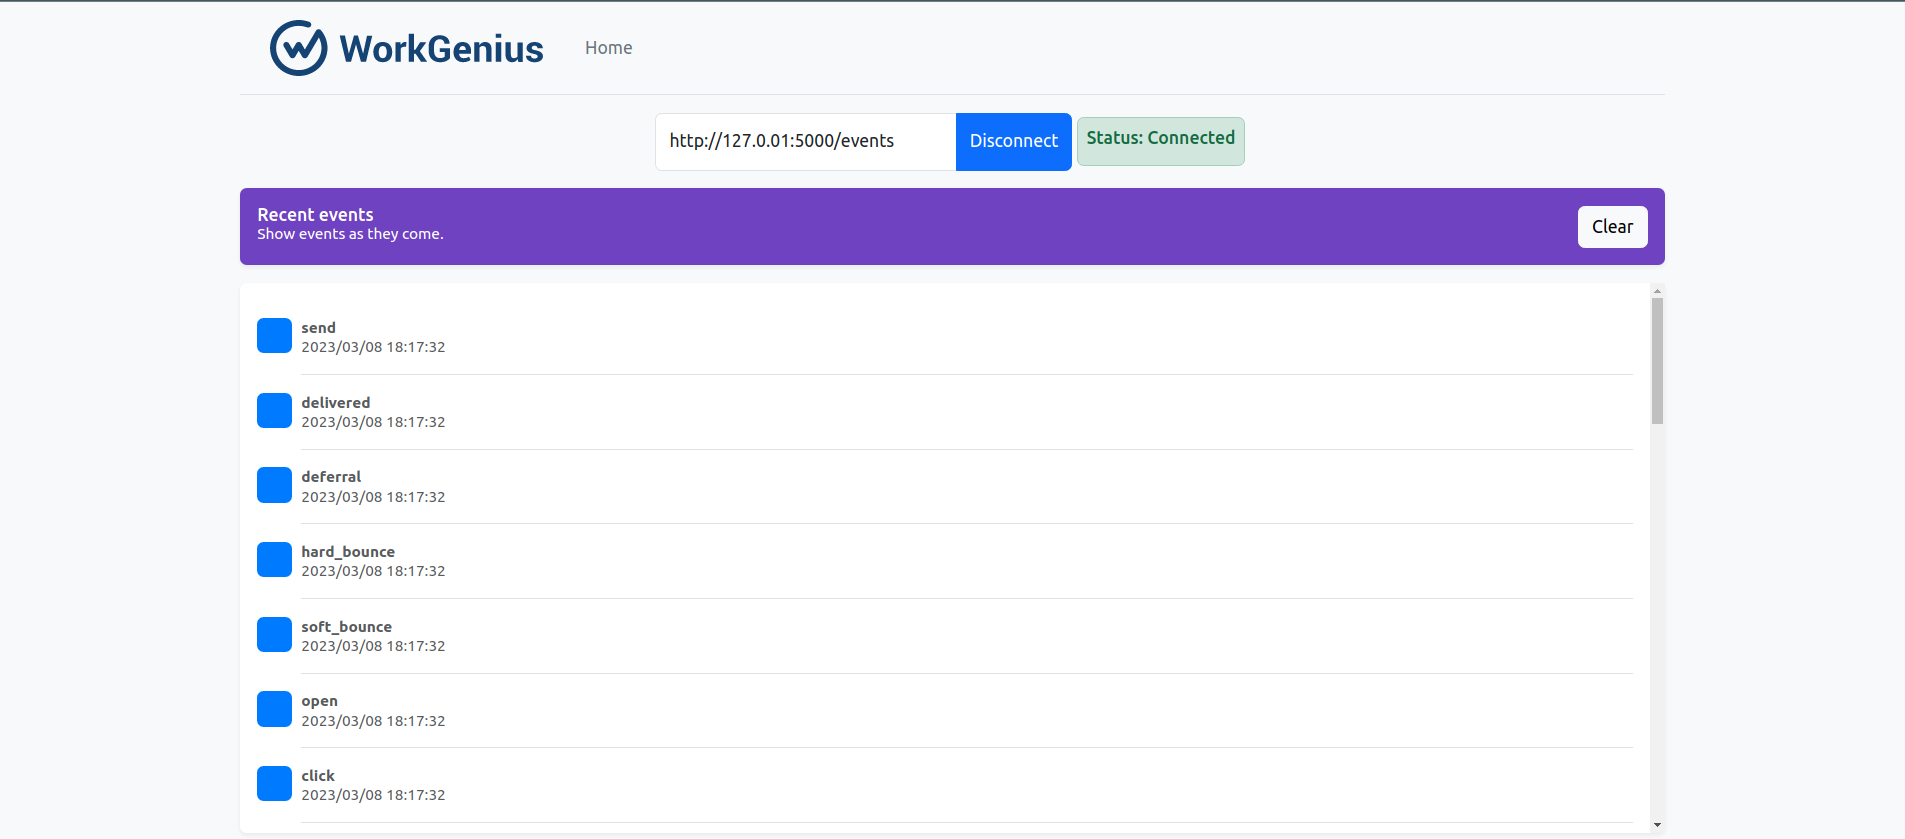 WorkGenius Home
http://127.0.01:5000/events Disconnect Status: Connected
Recent events
Show events as they come.
Clear
send
2023/03/08 18:17:32
delivered
2023/03/08 18:17:32
deferral
2023/03/08 18:17:32
hard_bounce
2023/03/08 18:17:32
soft_bounce
2023/03/08 18:17:32
open
2023/03/08 18:17:32
click
2023/03/08 18:17:32